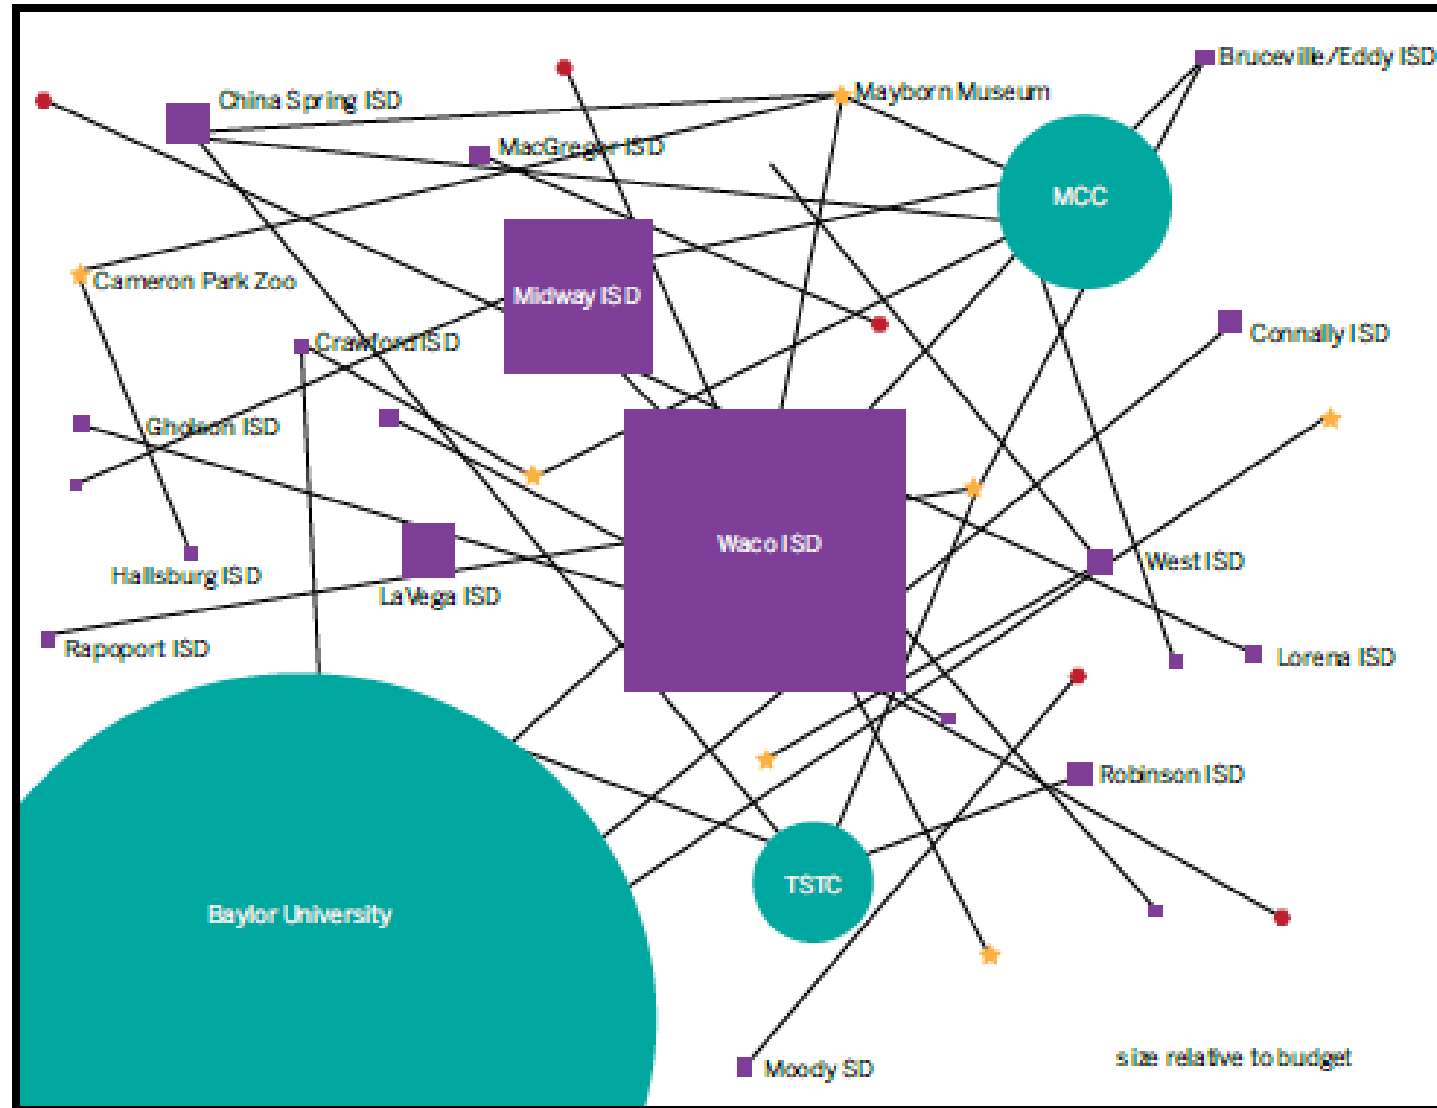 Bruceville/Eddy ISD
Mayborn Museum
China Spring ISD
MacGregor ISD
MCC
Cameron Park Zoo
Midway ISD
Connally ISD
Crawford ISD
Gholson ISD
Waco ISD
West ISD
Hallsburg ISD
LaVega ISD
Rapoport ISD
Lorena ISD
Robinson ISD
TSTC
Baylor University
size relative to budget
Moody SD